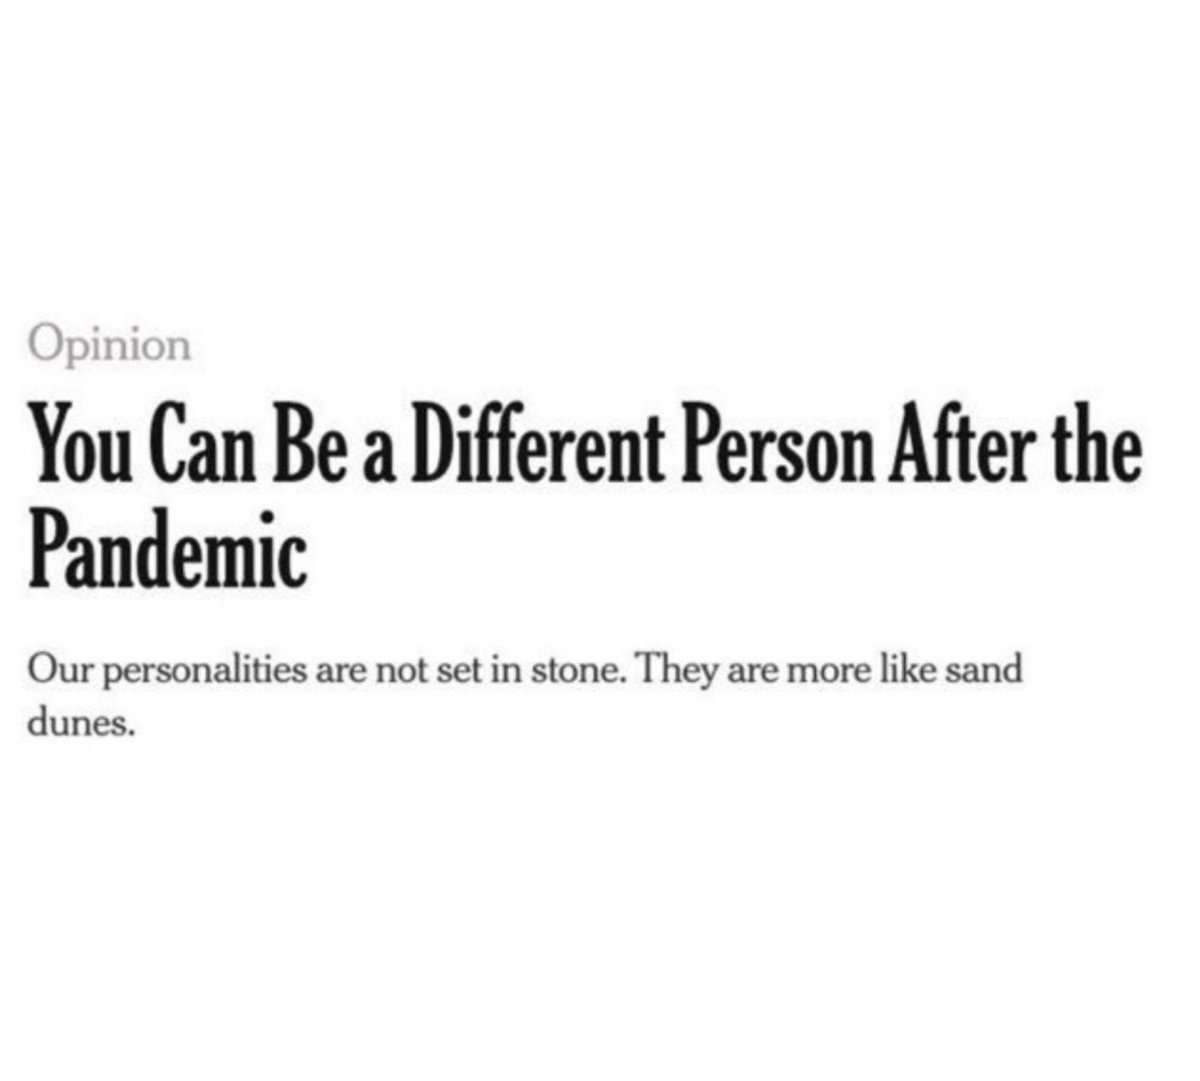 Opinion
You Can Be a Different Person After the
Pandemic
Our personalities are not set in stone. They are more like sand
dunes.